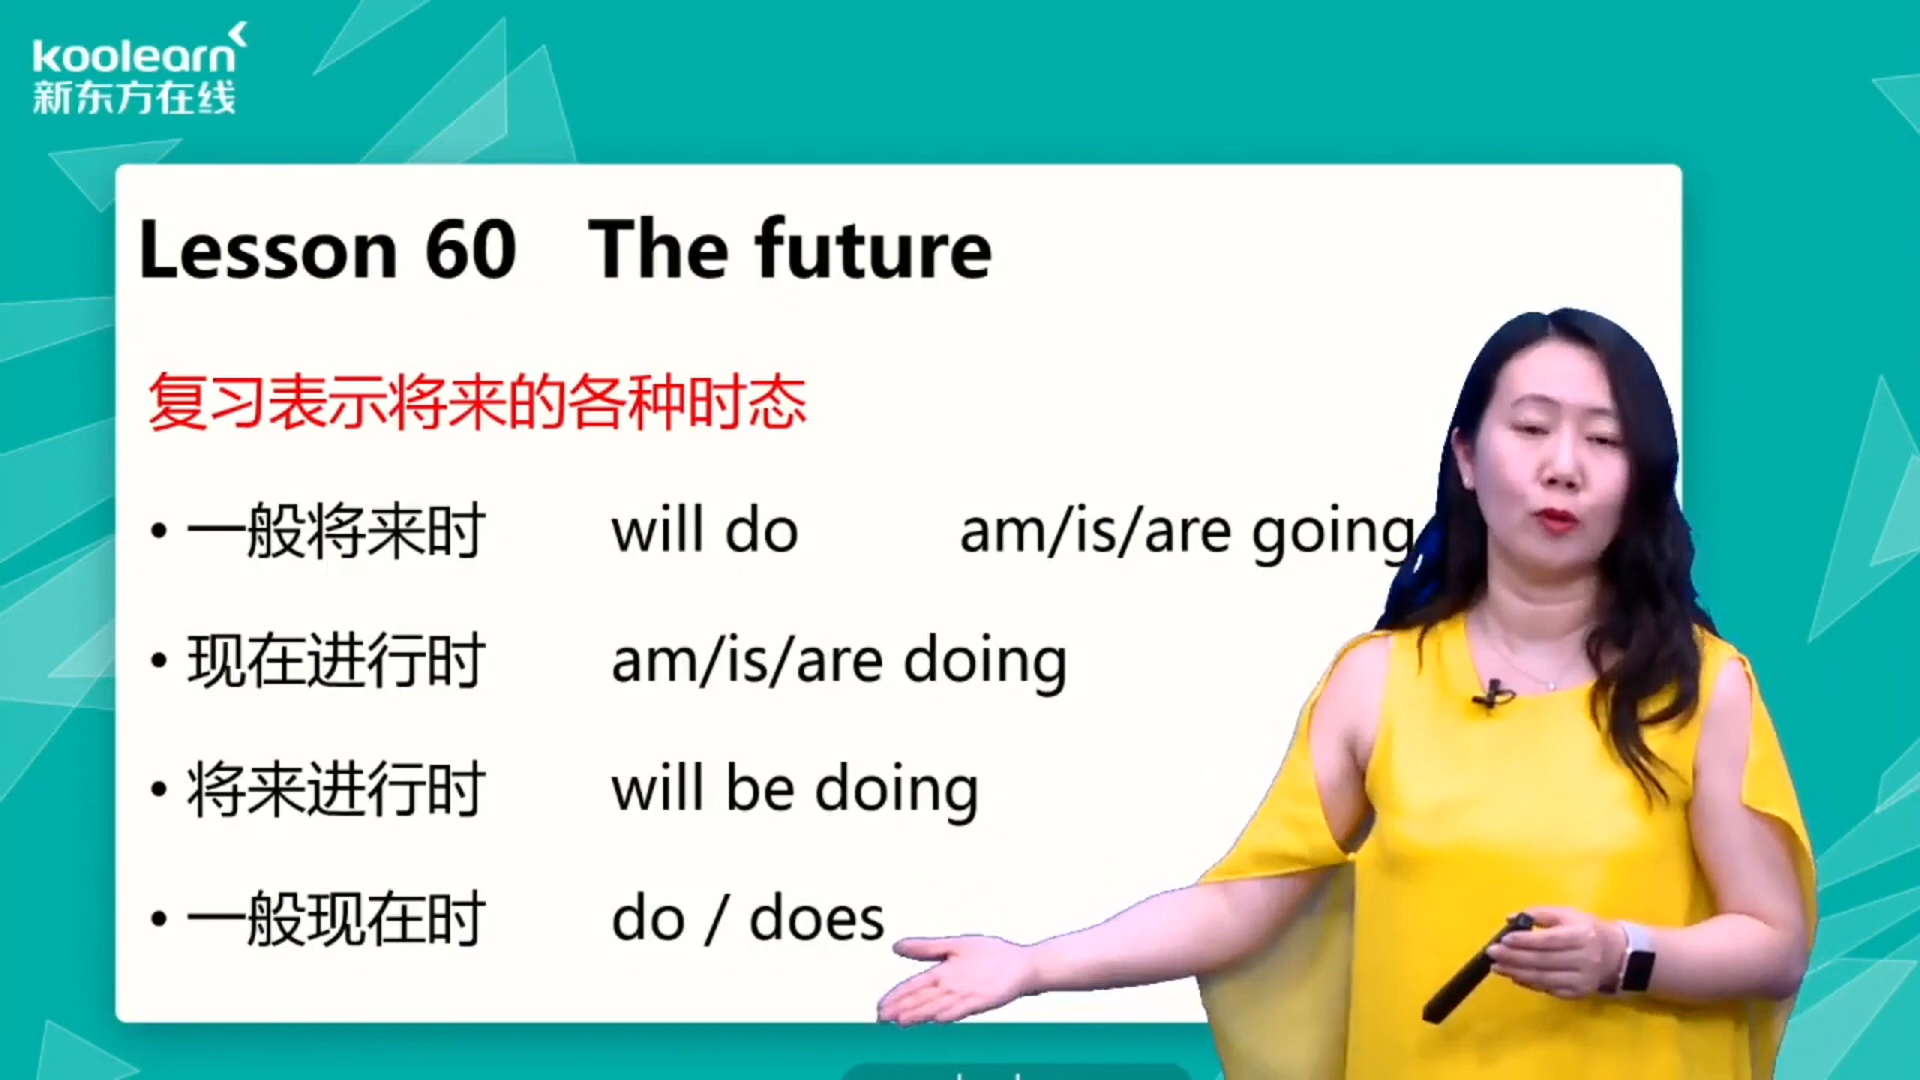 koolearn
新东方在线
Lesson 60 The future
复习表示将来的各种时态
• 一般将来时 will do am/is/are going
• 现在进行时 am/is/are doing
• 将来进行时 will be doing
• 一般现在时 do / does